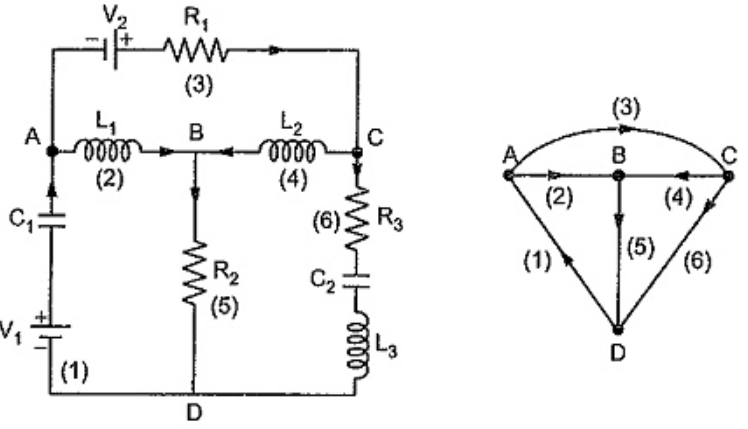 V2
− +
R1
(3)
A
L1
(2)
B
L2
(4)
C
C1
R2
(5)
(6)
R3
C2
L3
V1
+
−
(1)
D
(3)
A
B
C
(2)
(4)
(1)
(5)
(6)
D